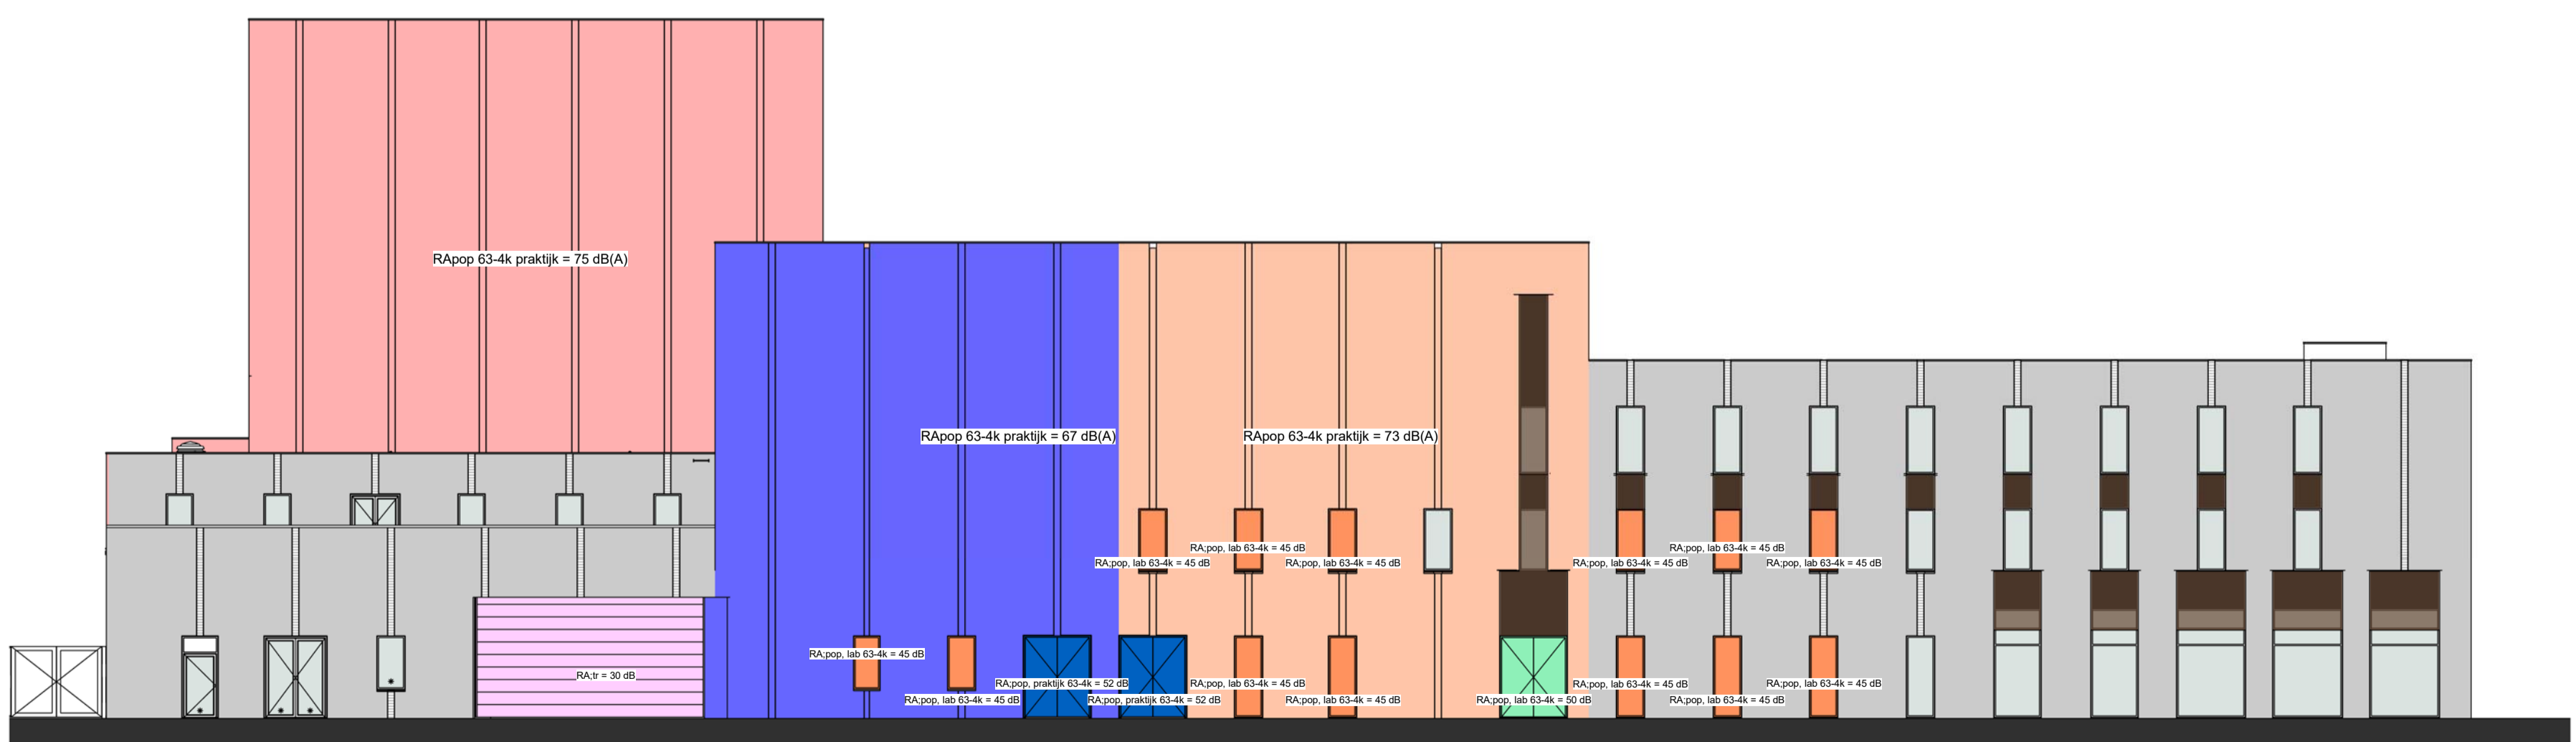 RApop 63-4k praktijk = 75 dB(A)
RApop 63-4k praktijk = 67 dB(A)
RApop 63-4k praktijk = 73 dB(A)
RA;pop, lab 63-4k = 45 dB
RA;pop, lab 63-4k = 45 dB
RA;pop, lab 63-4k = 45 dB
RA;pop, lab 63-4k = 45 dB
RA;pop, lab 63-4k = 45 dB
RA;pop, lab 63-4k = 45 dB
RA;tr = 30 dB
RA;pop, lab 63-4k = 45 dB
RA;pop, lab 63-4k = 45 dB
RA;pop, praktijk 63-4k = 52 dB
RA;pop, praktijk 63-4k = 52 dB
RA;pop, lab 63-4k = 45 dB
RA;pop, lab 63-4k = 45 dB
RA;pop, lab 63-4k = 50 dB
RA;pop, lab 63-4k = 45 dB
RA;pop, lab 63-4k = 45 dB
RA;pop, lab 63-4k = 45 dB